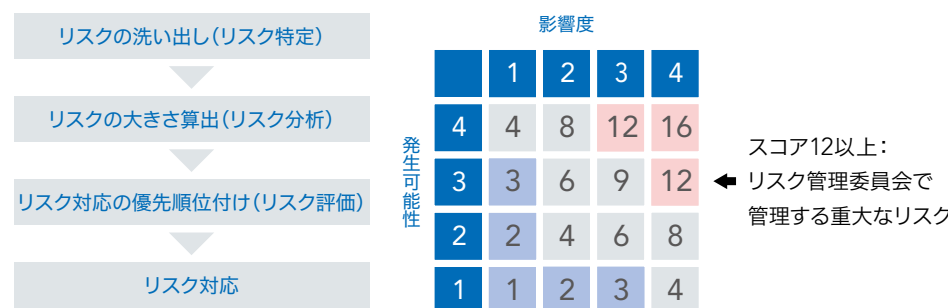 リスクの洗い出し(リスク特定)
リスクの大きさ算出(リスク分析)
リスク対応の優先順位付け(リスク評価)
リスク対応
影響度
発生可能性
1 2 3 4
4 4 8 12 16
3 3 6 9 12
2 2 4 6 8
1 1 2 3 4
スコア12以上：
リスク管理委員会で
管理する重大なリスク